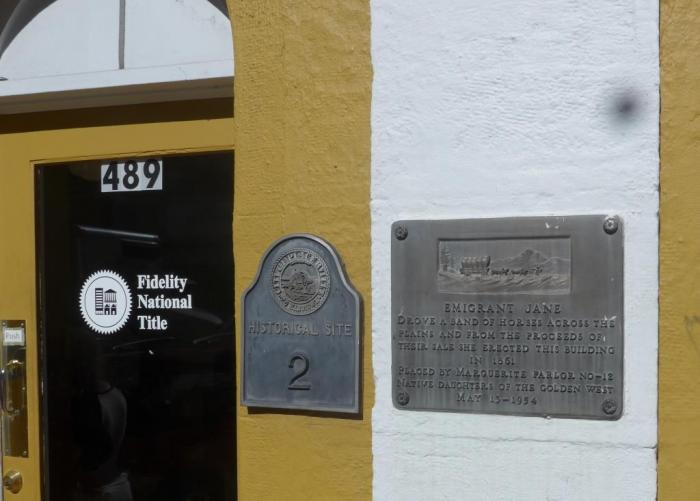 489
Fidelity
National
Title
Push
HISTORICAL SITE
2
EMIGRANT JANE
DROVE A BAND OF HORSES ACROSS THE
PLAINS AND FROM THE PROCEEDS OF
THEIR SALE SHE ERECTED THIS BUILDING
IN 1861
PLACED BY MARGUERITE PARLOR NO-12
NATIVE DAUGHTERS OF THE GOLDEN WEST
MAY 15-1954